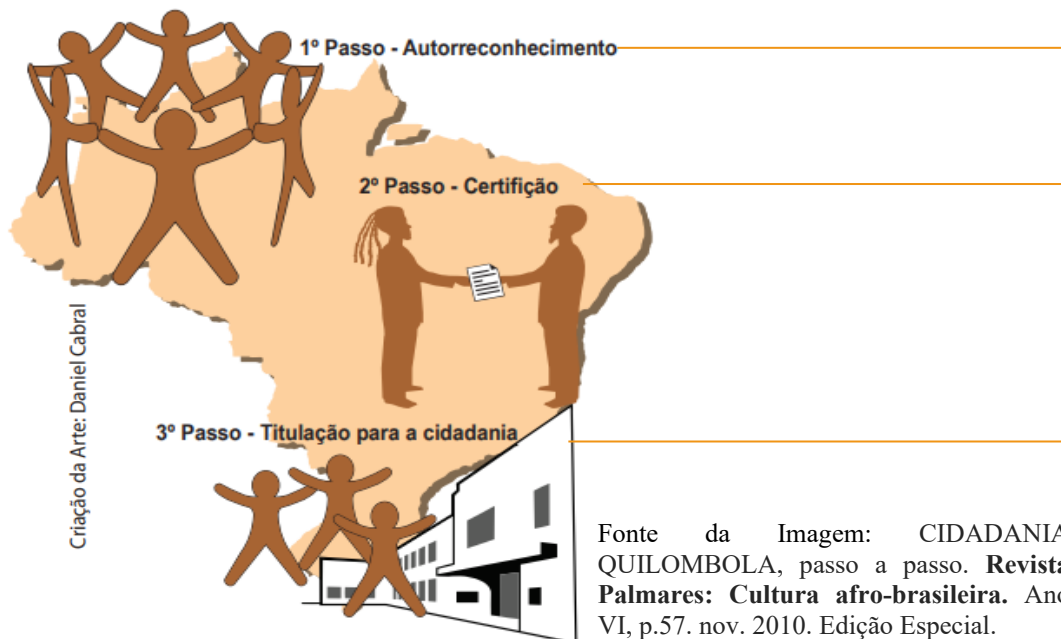 1º Passo - Autorreconhecimento
2º Passo - Certifição
3º Passo - Titulação para a cidadania
Criação da Arte: Daniel Cabral
Fonte da Imagem: CIDADANIA
QUILOMBOLA, passo a passo. Revista
Palmares: Cultura afro-brasileira. Ano
VI, p.57. nov. 2010. Edição Especial.